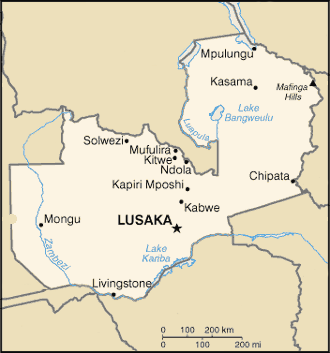 Mpulungu
Kasama
Mafinga
Hills
Lake
Bangweulu
Luapula
Solwezi
Mufulira
Kitwe
Ndola
Kapiri Mposhi
Chipata
Kabwe
Mongu
LUSAKA
Zambezi
Lake
Kariba
Livingstone
0 100 200 km
0 100 200 mi